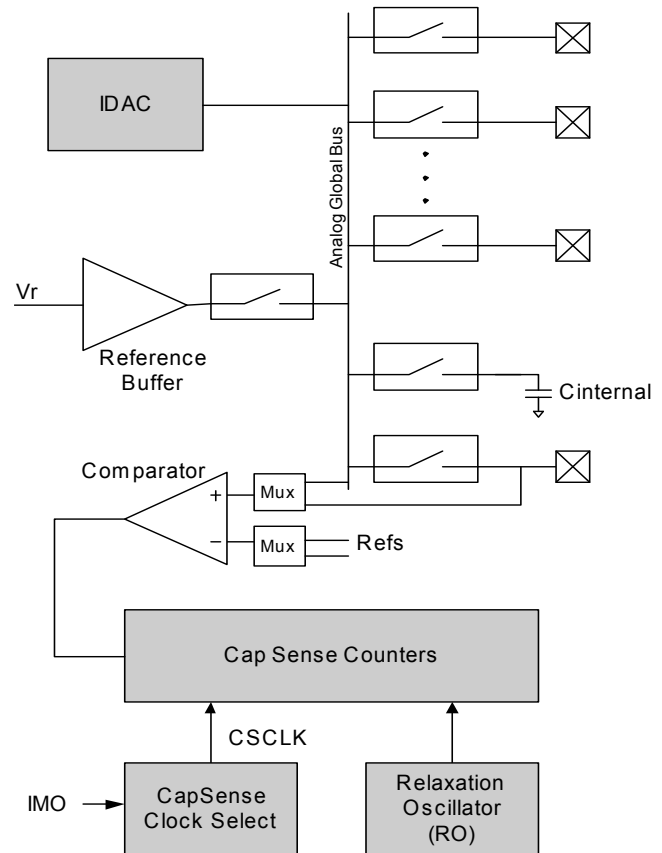 IDAC
Analog Global Bus
Vr
Reference
Buffer
Cinternal
Comparator
+
Mux
−
Mux
Refs
Cap Sense Counters
CSCLK
IMO
CapSense
Clock Select
Relaxation
Oscillator
(RO)